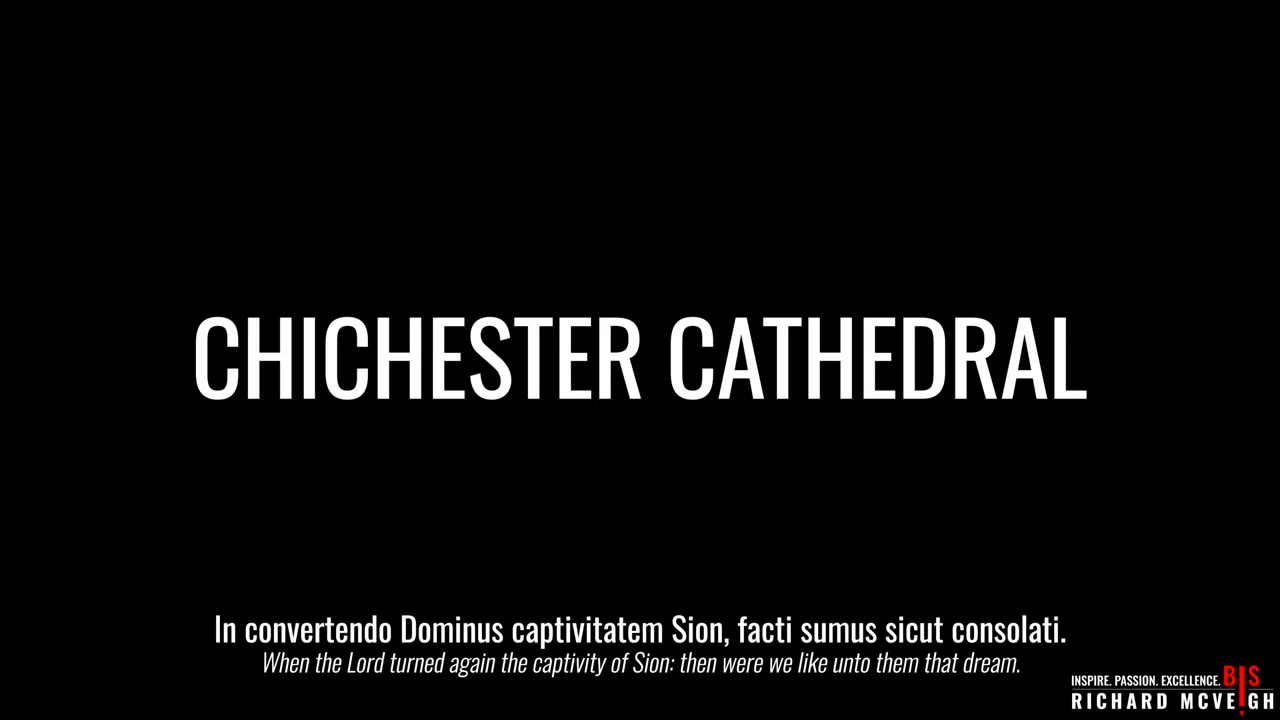 CHICHESTER CATHEDRAL
In convertendo Dominus captivitatem Sion, facti sumus sicut consolati.
When the Lord turned again the captivity of Sion: then were we like unto them that dream.
INSPIRE. PASSION. EXCELLENCE. BIS
RICHARD MCVEIGH